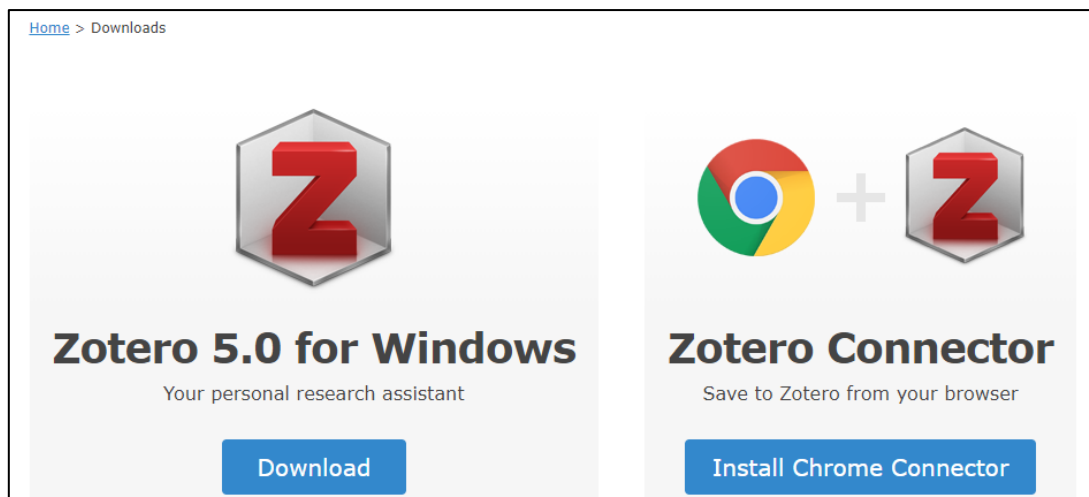 Home > Downloads
Z
Zotero 5.0 for Windows
Your personal research assistant
Download
+ Z
Zotero Connector
Save to Zotero from your browser
Install Chrome Connector